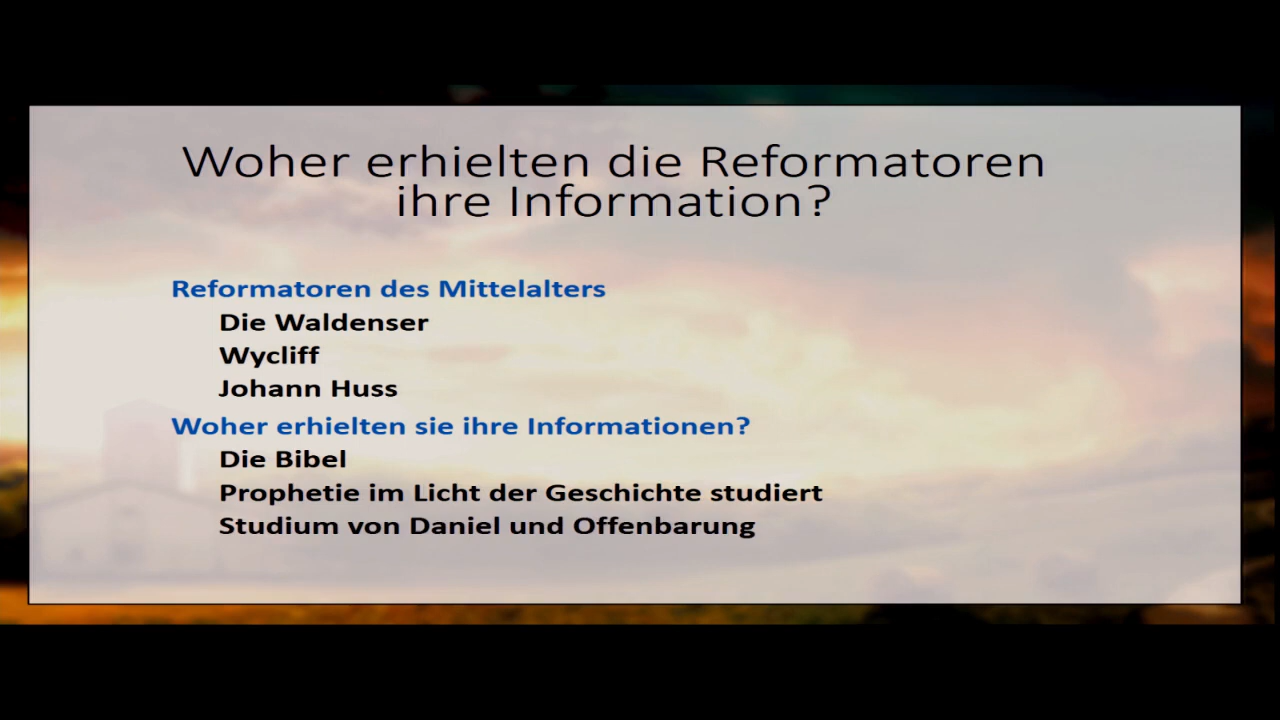 Woher erhielten die Reformatoren
ihre Information?
Reformatoren des Mittelalters
Die Waldenser
Wycliff
Johann Huss
Woher erhielten sie ihre Informationen?
Die Bibel
Prophetie im Licht der Geschichte studiert
Studium von Daniel und Offenbarung